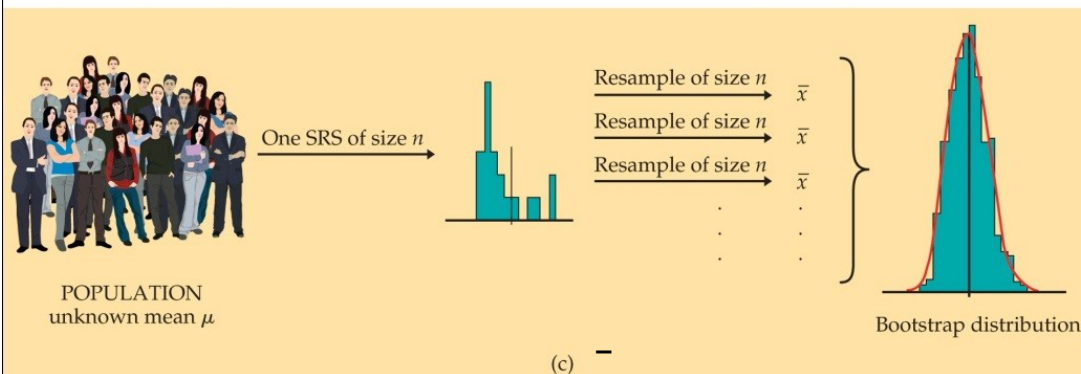 One SRS of size n
Resample of size n
x̄
Resample of size n
x̄
Resample of size n
x̄
POPULATION
unknown mean μ
Bootstrap distribution
(c)